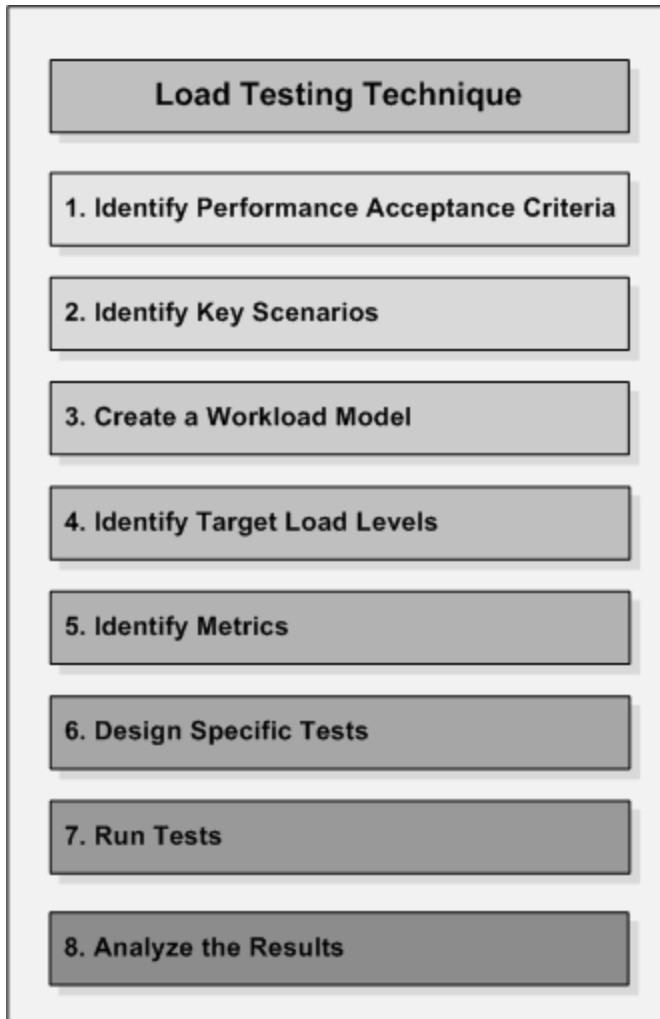 Load Testing Technique
1. Identify Performance Acceptance Criteria
2. Identify Key Scenarios
3. Create a Workload Model
4. Identify Target Load Levels
5. Identify Metrics
6. Design Specific Tests
7. Run Tests
8. Analyze the Results